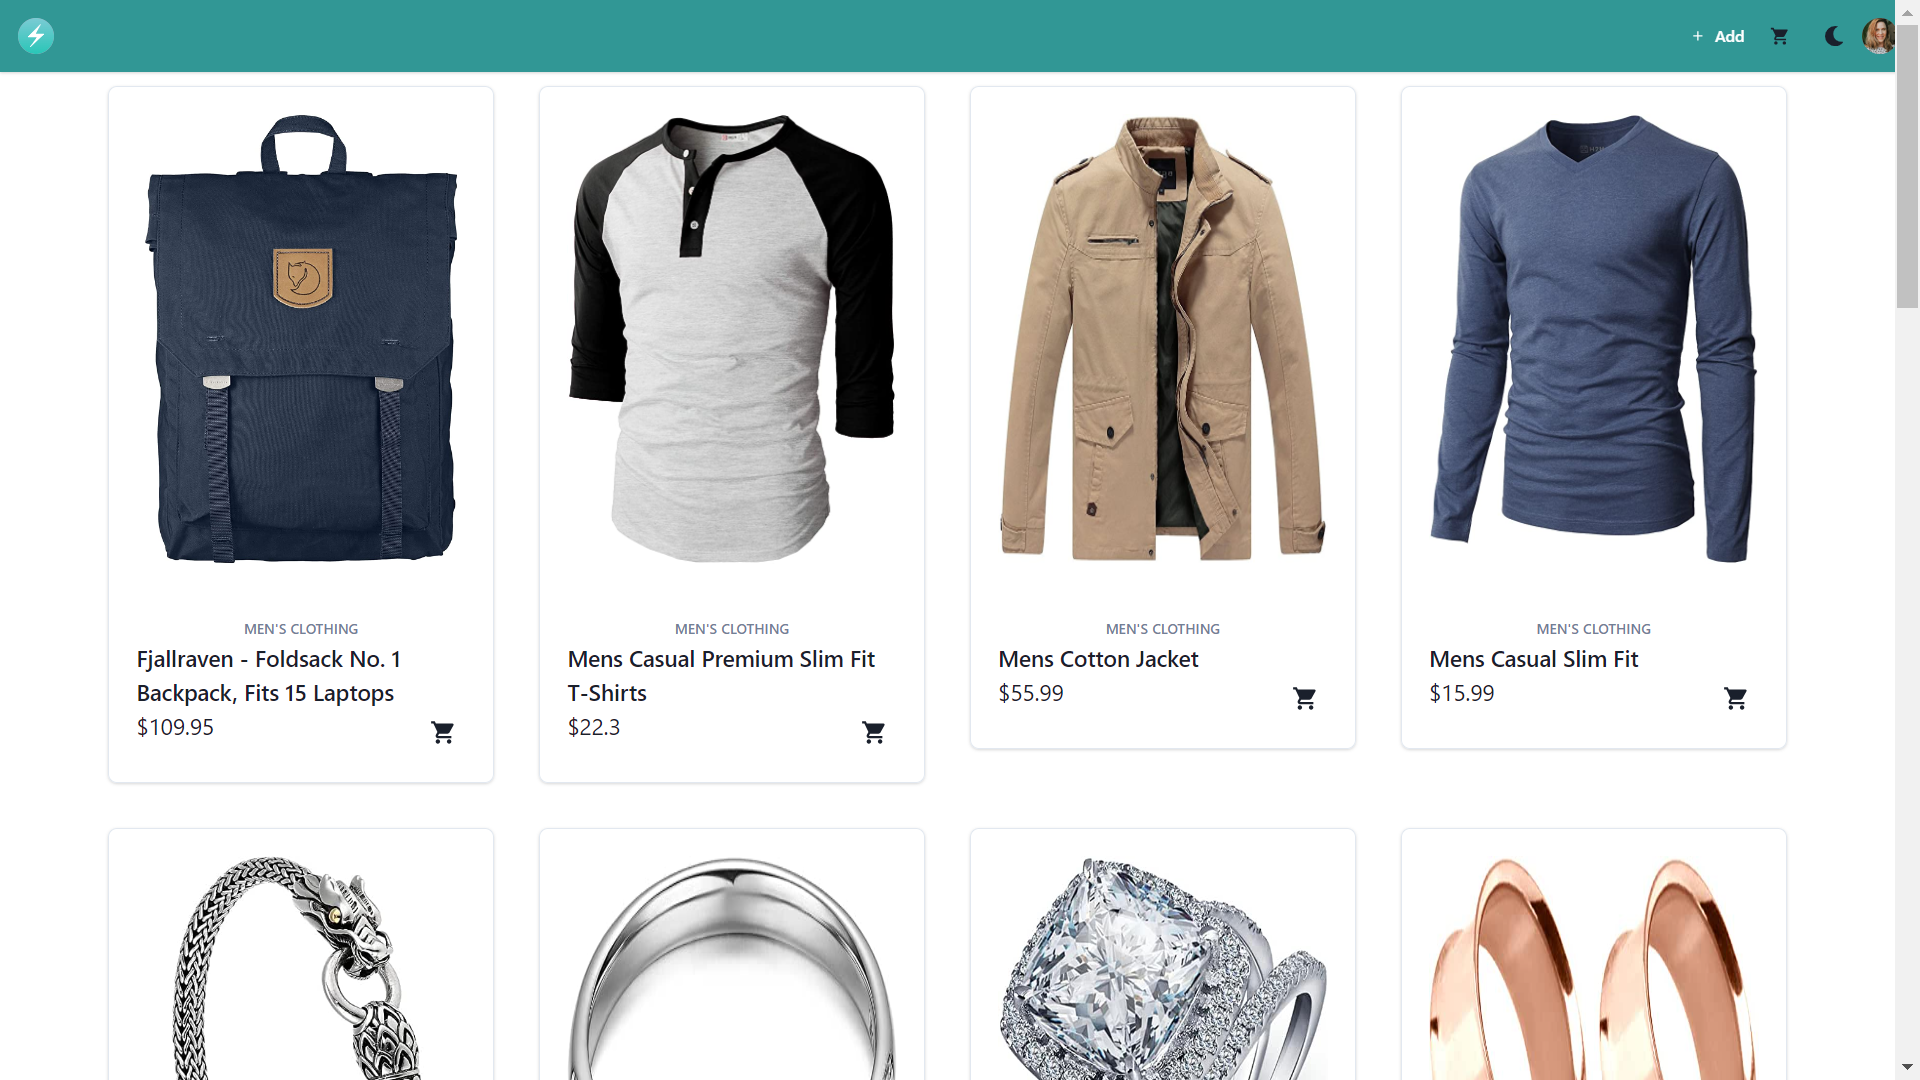 + Add
MEN'S CLOTHING
Fjallraven - Foldsack No. 1
Backpack, Fits 15 Laptops
$109.95
MEN'S CLOTHING
Mens Casual Premium Slim Fit
T-Shirts
$22.3
MEN'S CLOTHING
Mens Cotton Jacket
$55.99
MEN'S CLOTHING
Mens Casual Slim Fit
$15.99